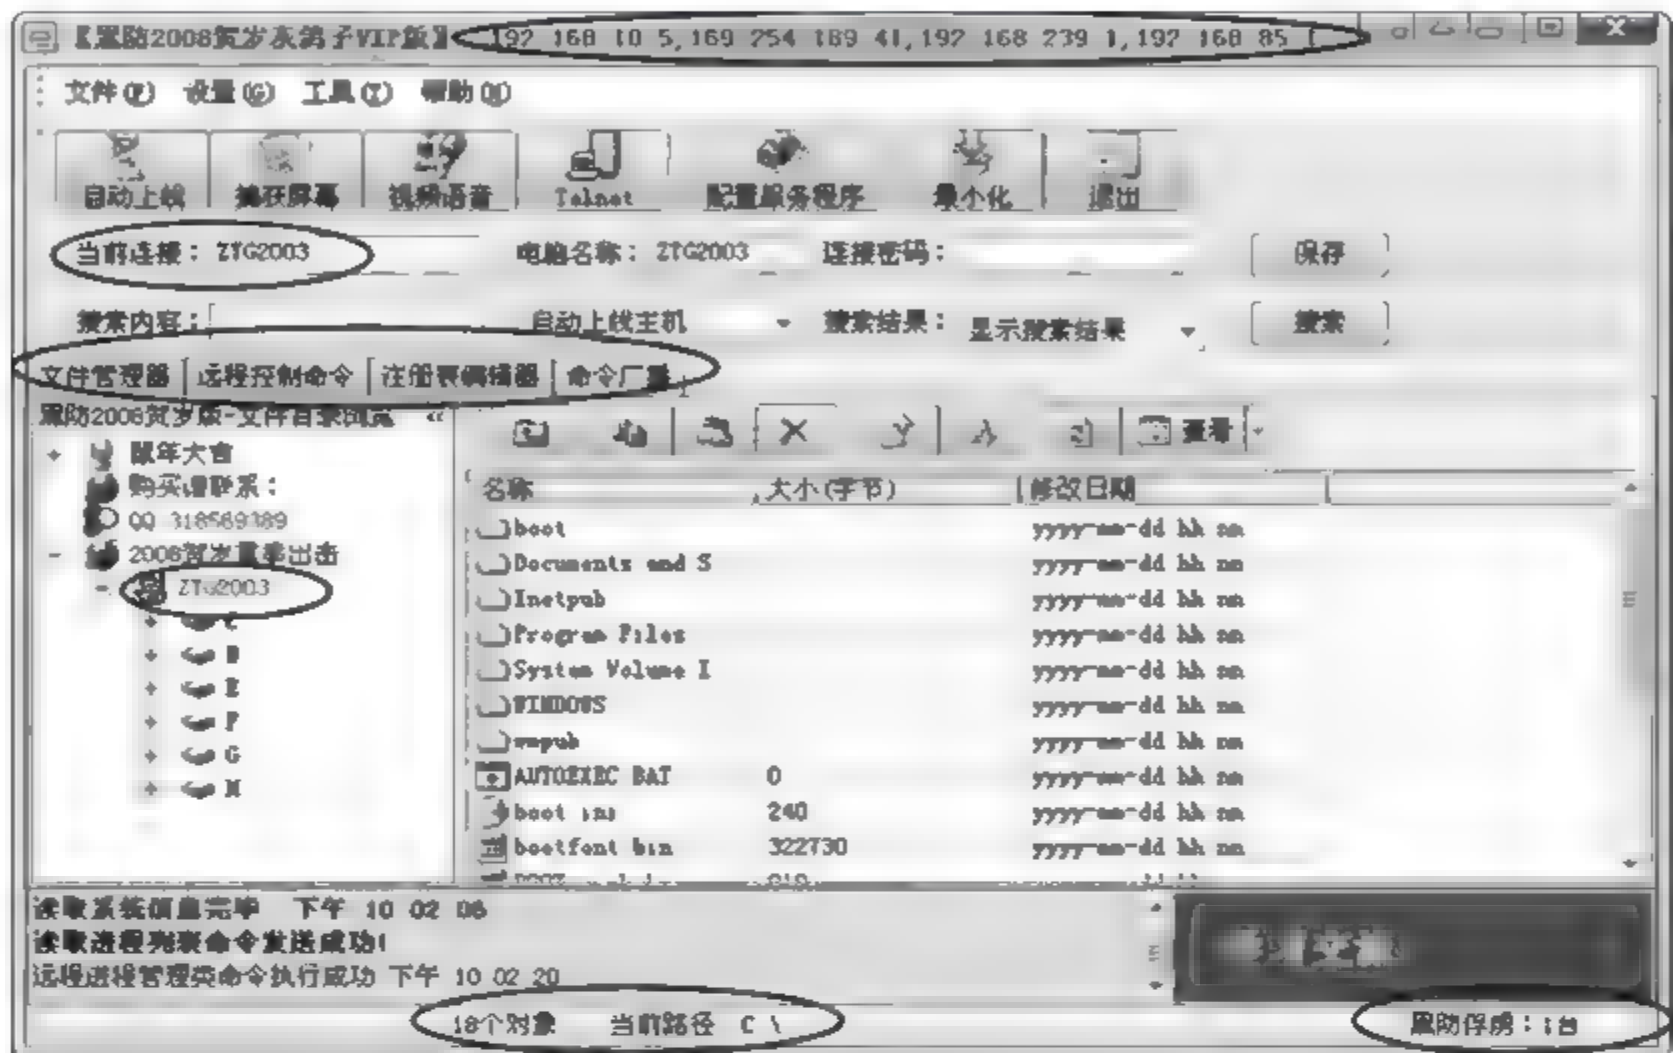 【黑防2008贺岁灰鸽子VIP版】 192 168 10 5,169 254 189 41,192 168 239 1,192 168 85 1
文件(F) 设置(G) 工具(T) 帮助(H)
自动上线 捕获屏幕 视频语音 Telnet 配置服务程序 最小化 退出
当前连接: ZTG2003 电脑名称: ZTG2003 连接密码: 保存
搜索内容: 自动上线主机 搜索结果: 显示搜索结果 搜索
文件管理器 远程控制命令 注册表编辑器 命令广播
黑防2008贺岁版-文件目录浏览 «
查看
鼠年大吉
购买请联系:
QQ 318569389
2008贺岁重拳出击
ZTG2003
C
D
E
F
G
H
名称 大小(字节) 修改日期
boot yyyy-mm-dd hh nn
Documents and S yyyy-mm-dd hh nn
Inetpub yyyy-mm-dd hh nn
Program Files yyyy-mm-dd hh nn
System Volume I yyyy-mm-dd hh nn
WINDOWS yyyy-mm-dd hh nn
wmpub yyyy-mm-dd hh nn
AUTOEXEC BAT 0 yyyy-mm-dd hh nn
boot ini 240 yyyy-mm-dd hh nn
bootfont bin 322730 yyyy-mm-dd hh nn
读取系统信息完毕 下午 10 02 06
读取进程列表命令发送成功!
远程进程管理类命令执行成功 下午 10 02 20
18个对象 当前路径 C \
黑防俘虏:1台